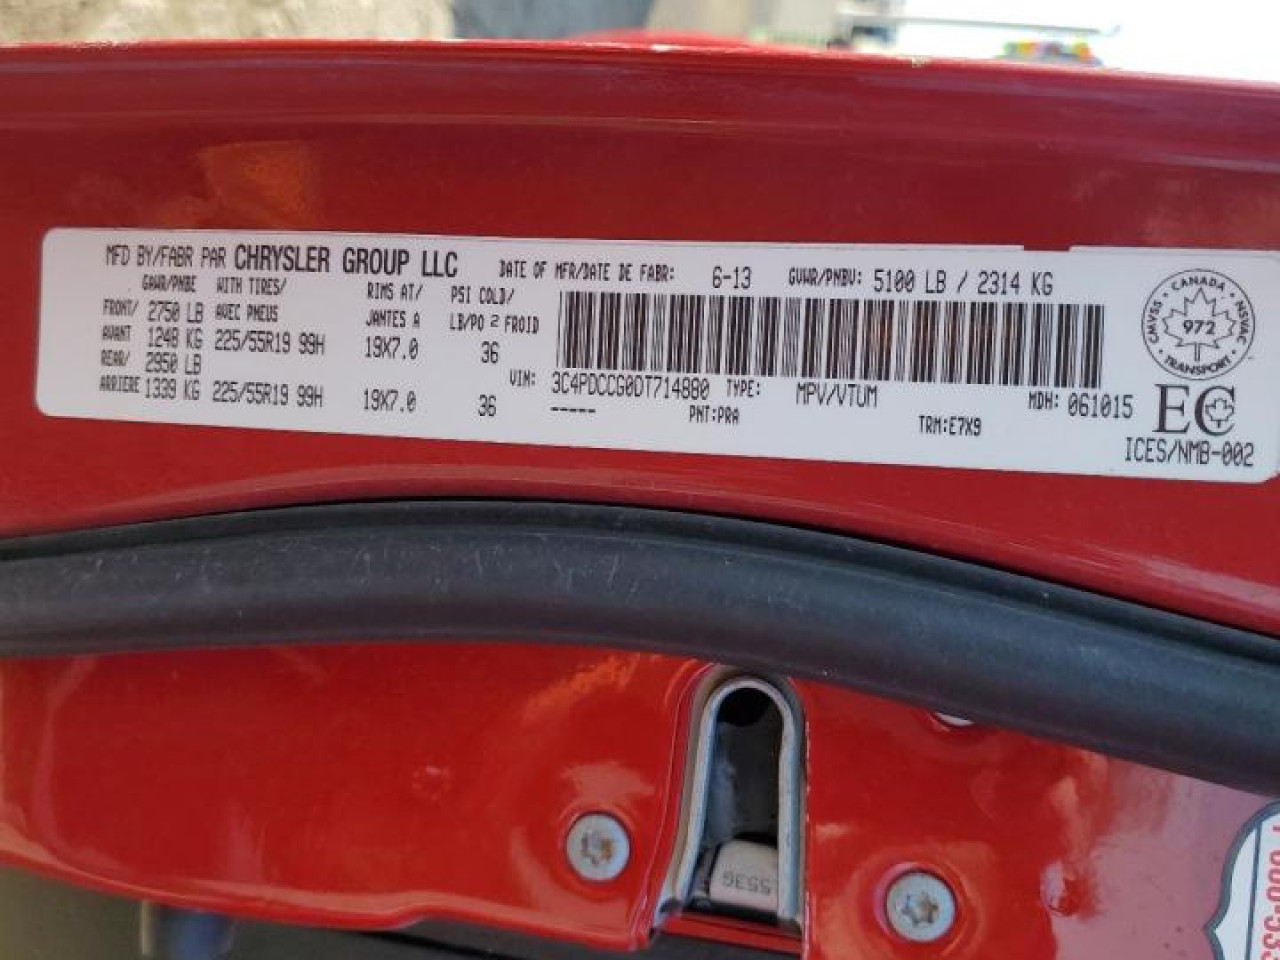 MFD BY/FABR PAR CHRYSLER GROUP LLC DATE OF MFR/DATE DE FABR: 6-13 GVWR/PNBV: 5100 LB / 2314 KG
GAWR/PNBE WITH TIRES/ RIMS AT/ PSI COLD/
FRONT/ 2750 LB AVEC PNEUS JANTES A LB/PO 2 FROID
AVANT 1248 KG 225/55R19 99H 19X7.0 36
REAR/ 2950 LB
ARRIERE 1339 KG 225/55R19 99H 19X7.0 36
VIN: 3C4PDCCG0DT714880 TYPE: MPV/VTUM MDH: 061015
----- PNT:PRA TRM:E7X9
CMVSS - CANADA - NSVAC
972
TRANSPORT
EC
ICES/NMB-002
553G